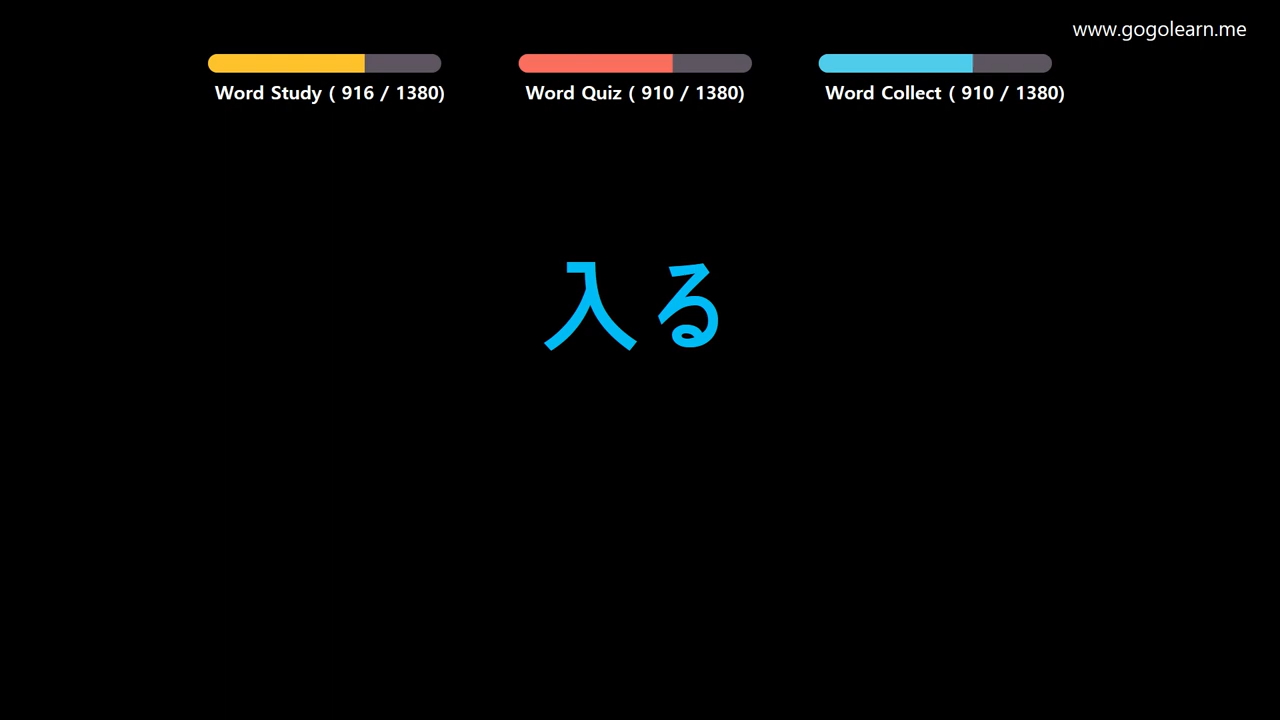 www.gogolearn.me
Word Study ( 916 / 1380)
Word Quiz ( 910 / 1380)
Word Collect ( 910 / 1380)
入る